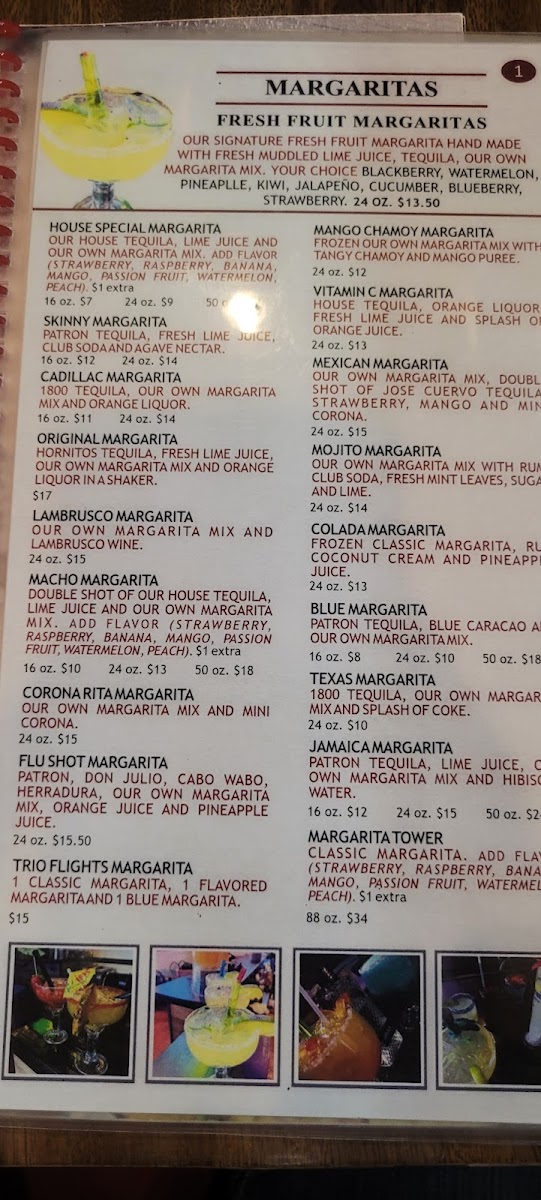 1
MARGARITAS
FRESH FRUIT MARGARITAS
OUR SIGNATURE FRESH FRUIT MARGARITA HAND MADE
WITH FRESH MUDDLED LIME JUICE, TEQUILA, OUR OWN
MARGARITA MIX. YOUR CHOICE BLACKBERRY, WATERMELON,
PINEAPLLE, KIWI, JALAPEÑO, CUCUMBER, BLUEBERRY,
STRAWBERRY. 24 OZ. $13.50
HOUSE SPECIAL MARGARITA
OUR HOUSE TEQUILA, LIME JUICE AND
OUR OWN MARGARITA MIX. ADD FLAVOR
(STRAWBERRY, RASPBERRY, BANANA,
MANGO, PASSION FRUIT, WATERMELON,
PEACH). $1 extra
16 oz. $7 24 oz. $9 50
SKINNY MARGARITA
PATRON TEQUILA, FRESH LIME JUICE,
CLUB SODA AND AGAVE NECTAR.
16 oz. $12 24 oz. $14
CADILLAC MARGARITA
1800 TEQUILA, OUR OWN MARGARITA
MIX AND ORANGE LIQUOR.
16 oz. $11 24 oz. $14
ORIGINAL MARGARITA
HORNITOS TEQUILA, FRESH LIME JUICE,
OUR OWN MARGARITA MIX AND ORANGE
LIQUOR IN A SHAKER.
$17
LAMBRUSCO MARGARITA
OUR OWN MARGARITA MIX AND
LAMBRUSCO WINE.
24 oz. $15
MACHO MARGARITA
DOUBLE SHOT OF OUR HOUSE TEQUILA,
LIME JUICE AND OUR OWN MARGARITA
MIX. ADD FLAVOR (STRAWBERRY,
RASPBERRY, BANANA, MANGO, PASSION
FRUIT, WATERMELON, PEACH). $1 extra
16 oz. $10 24 oz. $13 50 oz. $18
CORONA RITA MARGARITA
OUR OWN MARGARITA MIX AND MINI
CORONA.
24 oz. $15
FLU SHOT MARGARITA
PATRON, DON JULIO, CABO WABO,
HERRADURA, OUR OWN MARGARITA
MIX, ORANGE JUICE AND PINEAPPLE
JUICE.
24 oz. $15.50
TRIO FLIGHTS MARGARITA
1 CLASSIC MARGARITA, 1 FLAVORED
MARGARITA AND 1 BLUE MARGARITA.
$15
MANGO CHAMOY MARGARITA
FROZEN OUR OWN MARGARITA MIX WITH
TANGY CHAMOY AND MANGO PUREE.
24 oz. $12
VITAMIN C MARGARITA
HOUSE TEQUILA, ORANGE LIQUOR
FRESH LIME JUICE AND SPLASH O
ORANGE JUICE.
24 oz. $13
MEXICAN MARGARITA
OUR OWN MARGARITA MIX, DOUBL
SHOT OF JOSE CUERVO TEQUILA
STRAWBERRY, MANGO AND MIN
CORONA.
24 oz. $15
MOJITO MARGARITA
OUR OWN MARGARITA MIX WITH RUM
CLUB SODA, FRESH MINT LEAVES, SUGA
AND LIME.
24 oz. $14
COLADA MARGARITA
FROZEN CLASSIC MARGARITA, RU
COCONUT CREAM AND PINEAPPL
JUICE.
24 oz. $13
BLUE MARGARITA
PATRON TEQUILA, BLUE CARACAO A
OUR OWN MARGARITA MIX.
16 oz. $8 24 oz. $10 50 oz. $18
TEXAS MARGARITA
1800 TEQUILA, OUR OWN MARGAR
MIX AND SPLASH OF COKE.
24 oz. $10
JAMAICA MARGARITA
PATRON TEQUILA, LIME JUICE, O
OWN MARGARITA MIX AND HIBISC
WATER.
16 oz. $12 24 oz. $15 50 oz. $2
MARGARITA TOWER
CLASSIC MARGARITA. ADD FLAV
(STRAWBERRY, RASPBERRY, BANA
MANGO, PASSION FRUIT, WATERMEL
PEACH). $1 extra
88 oz. $34